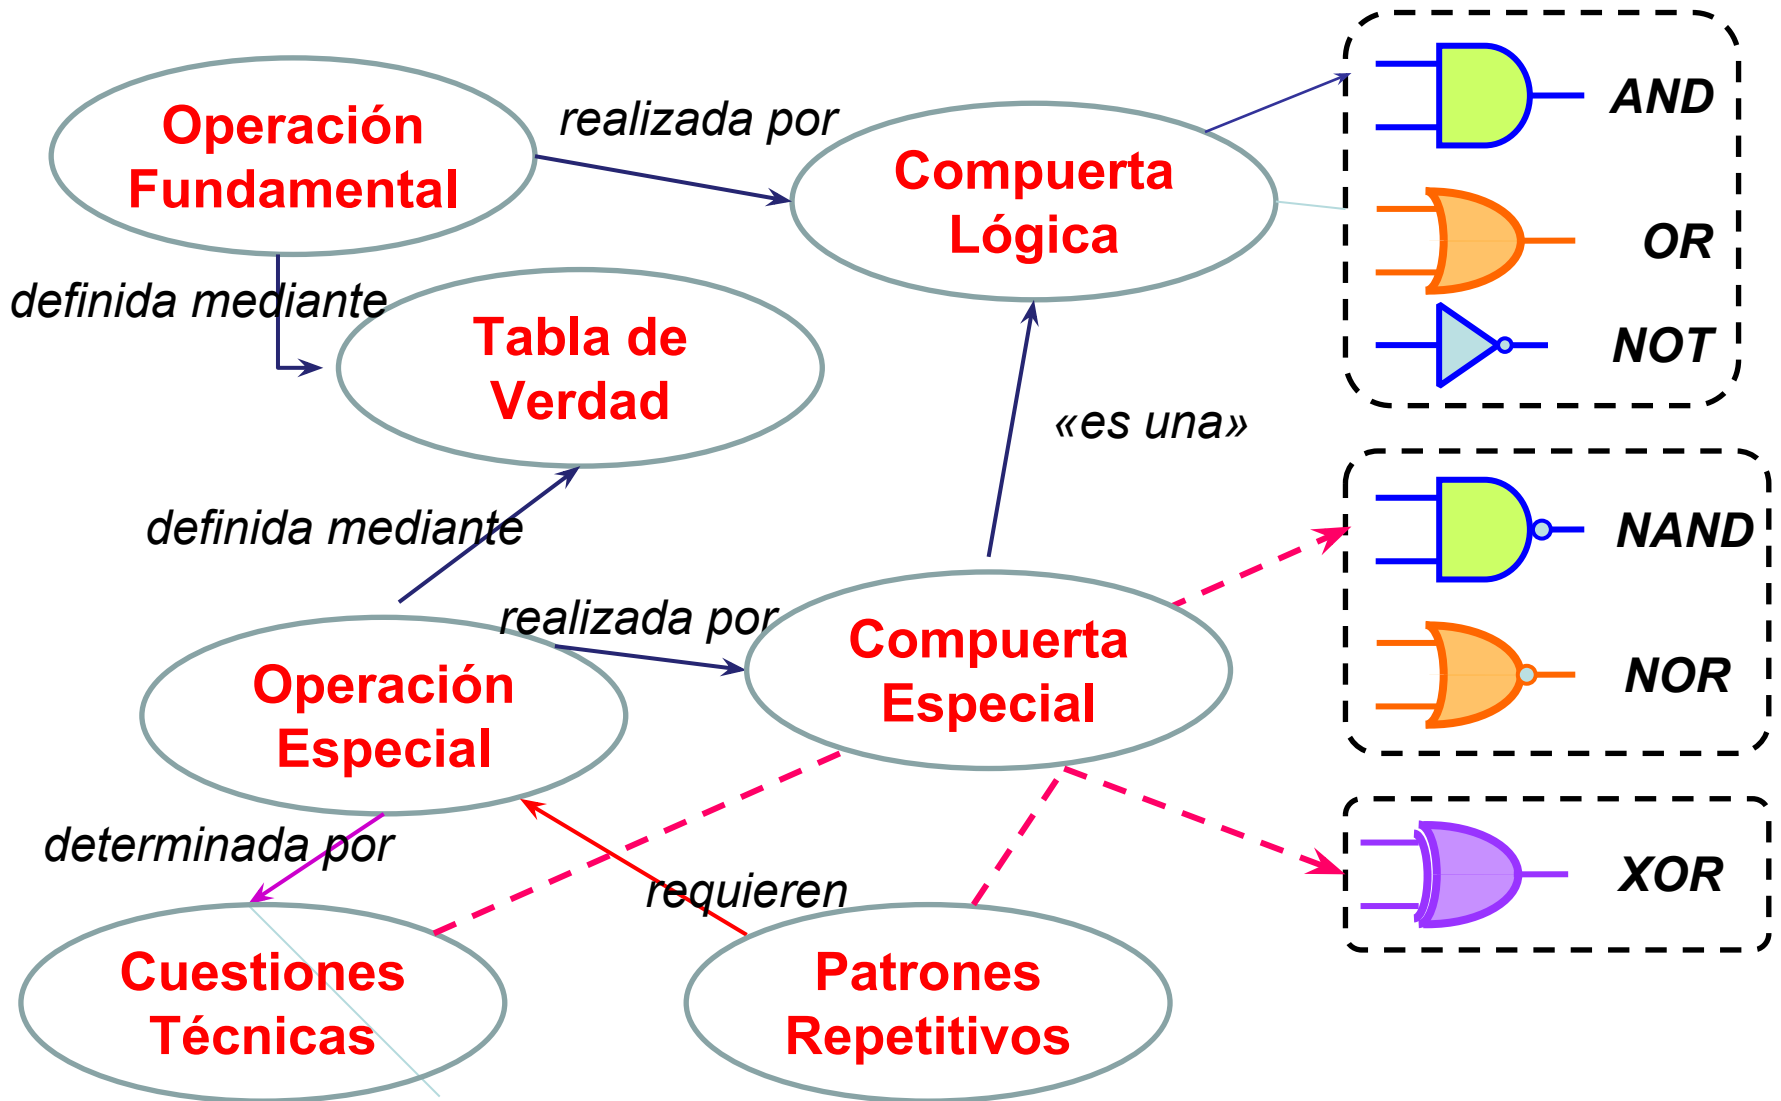 Operación
Fundamental
realizada por
Compuerta
Lógica
AND
OR
NOT
definida mediante
Tabla de
Verdad
«es una»
definida mediante
NAND
NOR
realizada por
Compuerta
Especial
Operación
Especial
XOR
determinada por
requieren
Cuestiones
Técnicas
Patrones
Repetitivos